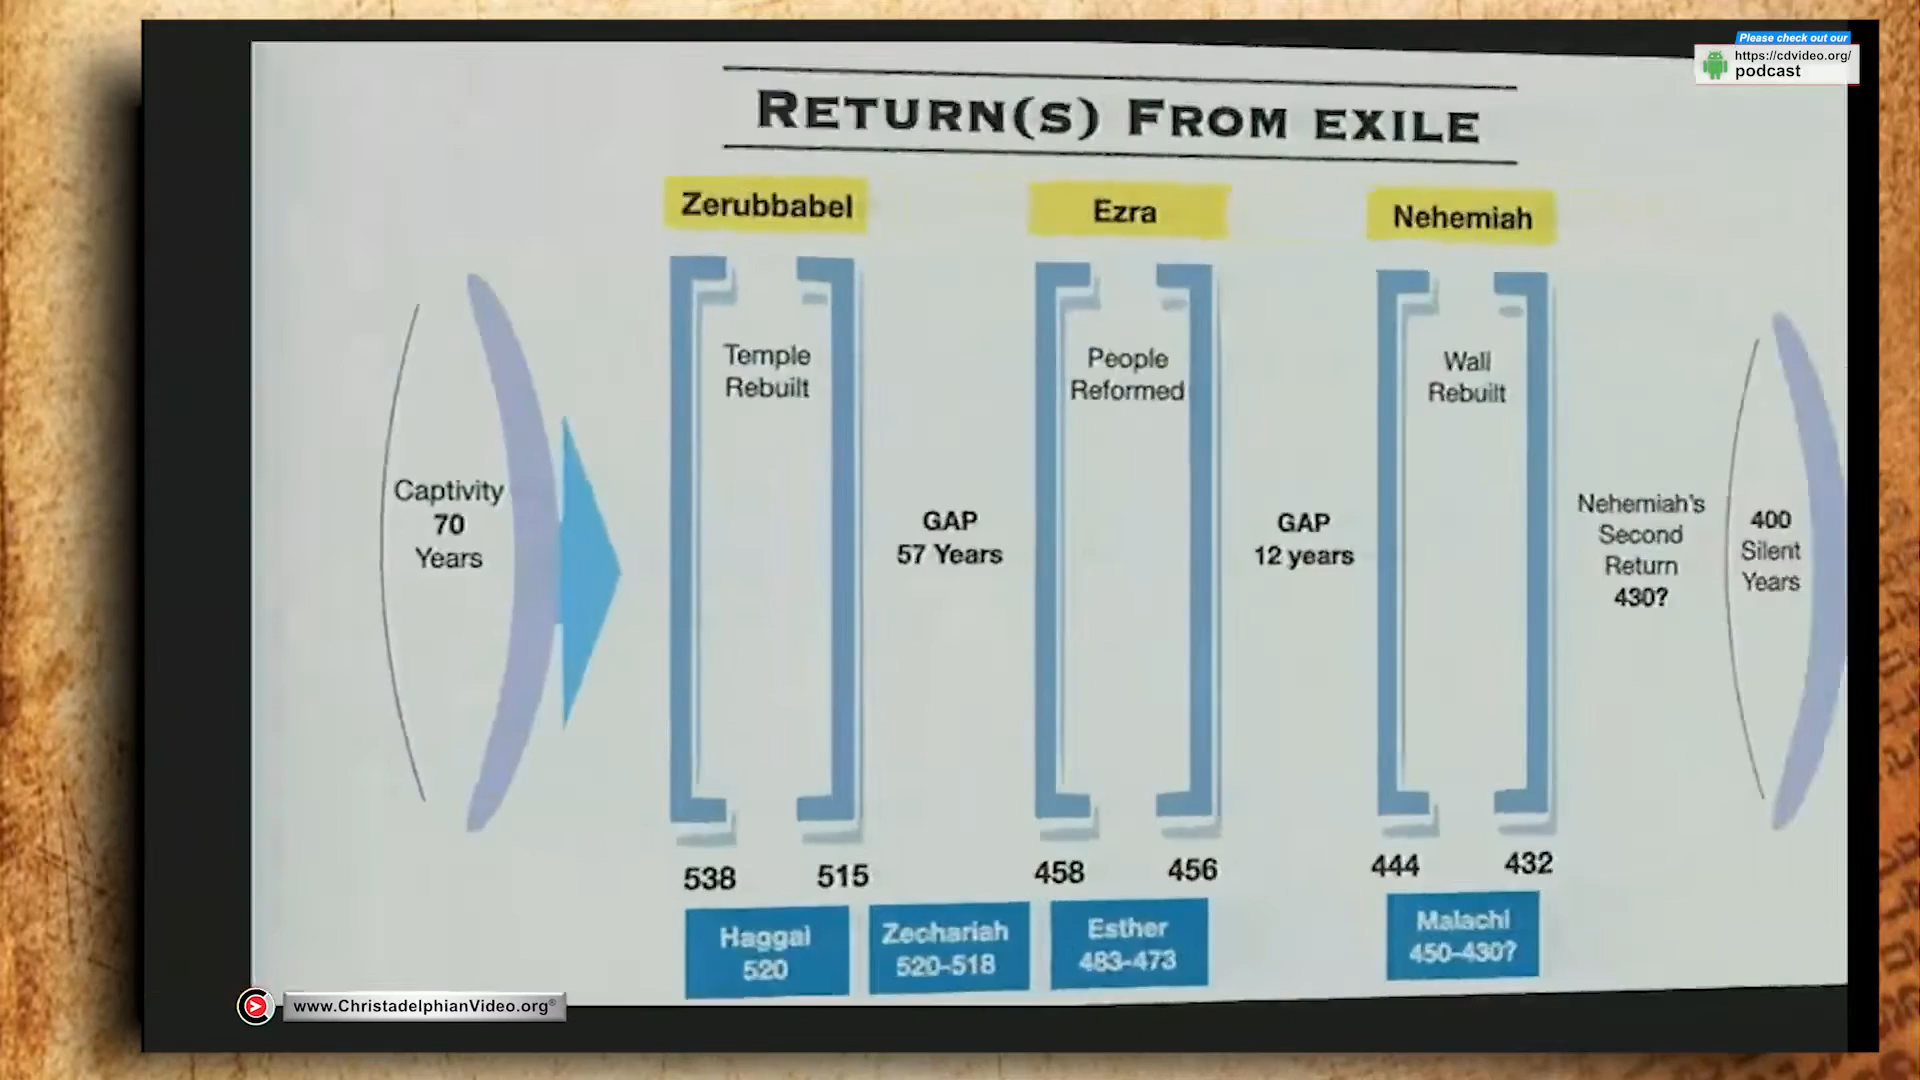 Please check out our
https://cdvideo.org/
podcast
RETURN(S) FROM EXILE
Zerubbabel
Ezra
Nehemiah
Temple
Rebuilt
People
Reformed
Wall
Rebuilt
Captivity
70
Years
GAP
57 Years
GAP
12 years
Nehemiah's
Second
Return
430?
400
Silent
Years
538
515
458
456
444
432
Haggai
520
Zechariah
520-518
Esther
483-473
Malachi
450-430?
www.ChristadelphianVideo.org®